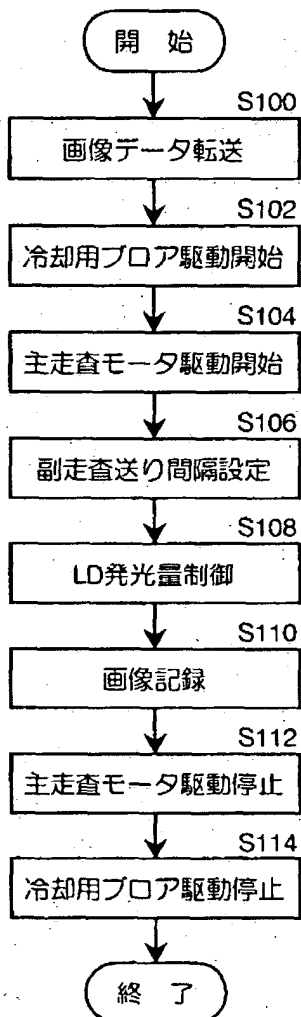 開 始
S100
画像データ転送
S102
冷却用ブロア駆動開始
S104
主走査モータ駆動開始
S106
副走査送り間隔設定
S108
LD発光量制御
S110
画像記録
S112
主走査モータ駆動停止
S114
冷却用ブロア駆動停止
終 了